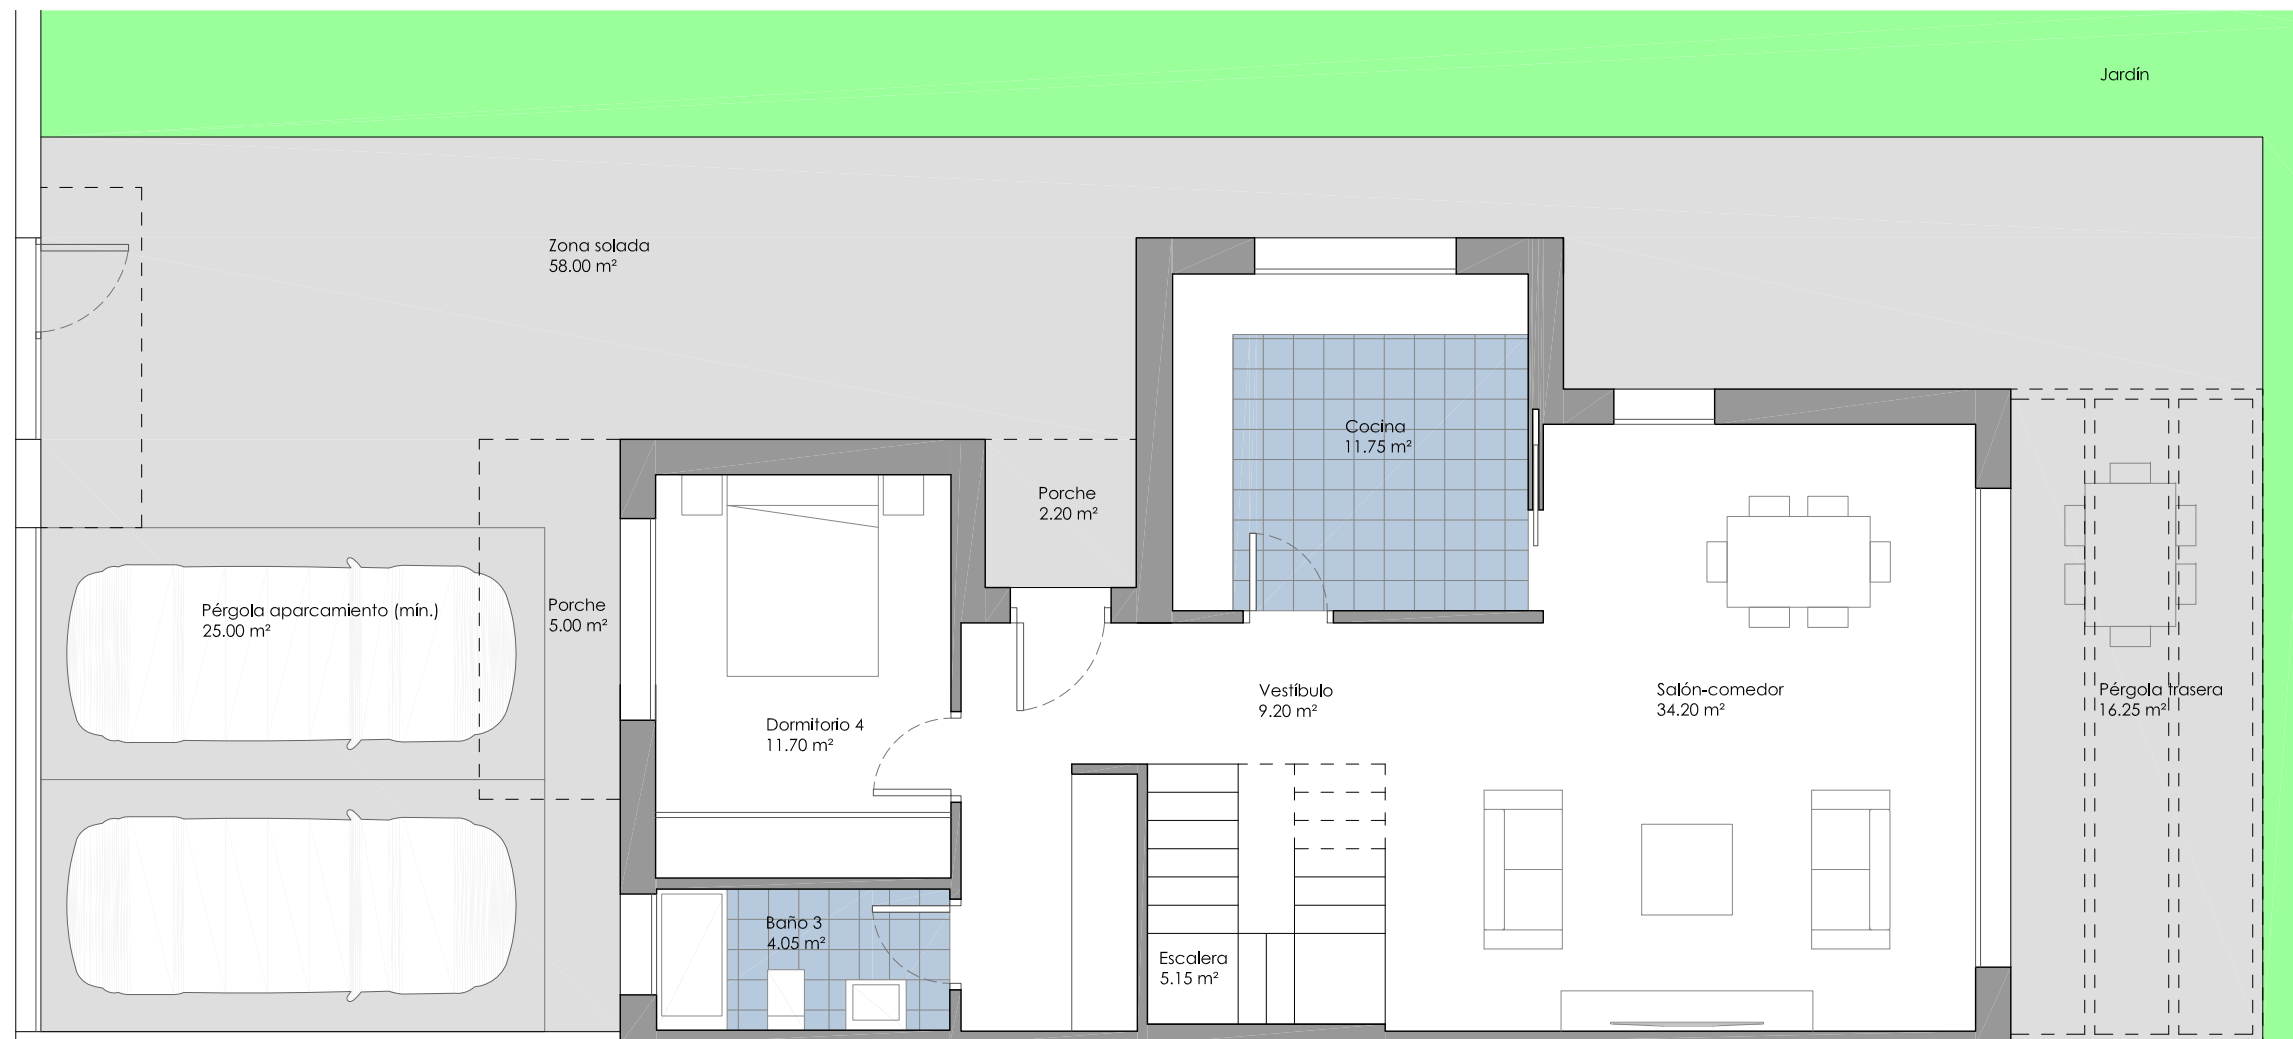 Jardín
Zona solada
58.00 m²
Cocina
11.75 m²
Porche
2.20 m²
Pérgola aparcamiento (mín.)
25.00 m²
Porche
5.00 m²
Dormitorio 4
11.70 m²
Vestíbulo
9.20 m²
Salón-comedor
34.20 m²
Pérgola trasera
16.25 m²
Baño 3
4.05 m²
Escalera
5.15 m²